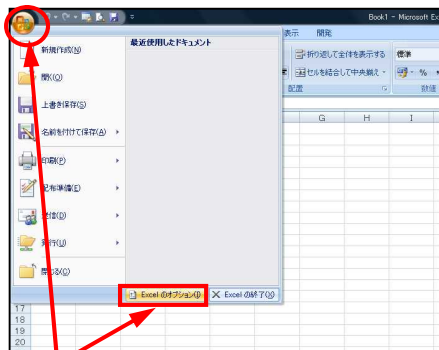 Book1 - Microsoft Ex
表示 開発
最近使用したドキュメント
新規作成(N)
折り返して全体を表示する 標準
開く(O)
セルを結合して中央揃え %
配置 数値
上書き保存(S)
G H I
名前を付けて保存(A)
印刷(P)
配布準備(E)
送信(D)
発行(U)
閉じる(C)
Excel のオプション(I) Excel の終了(X)
17
18
19
20